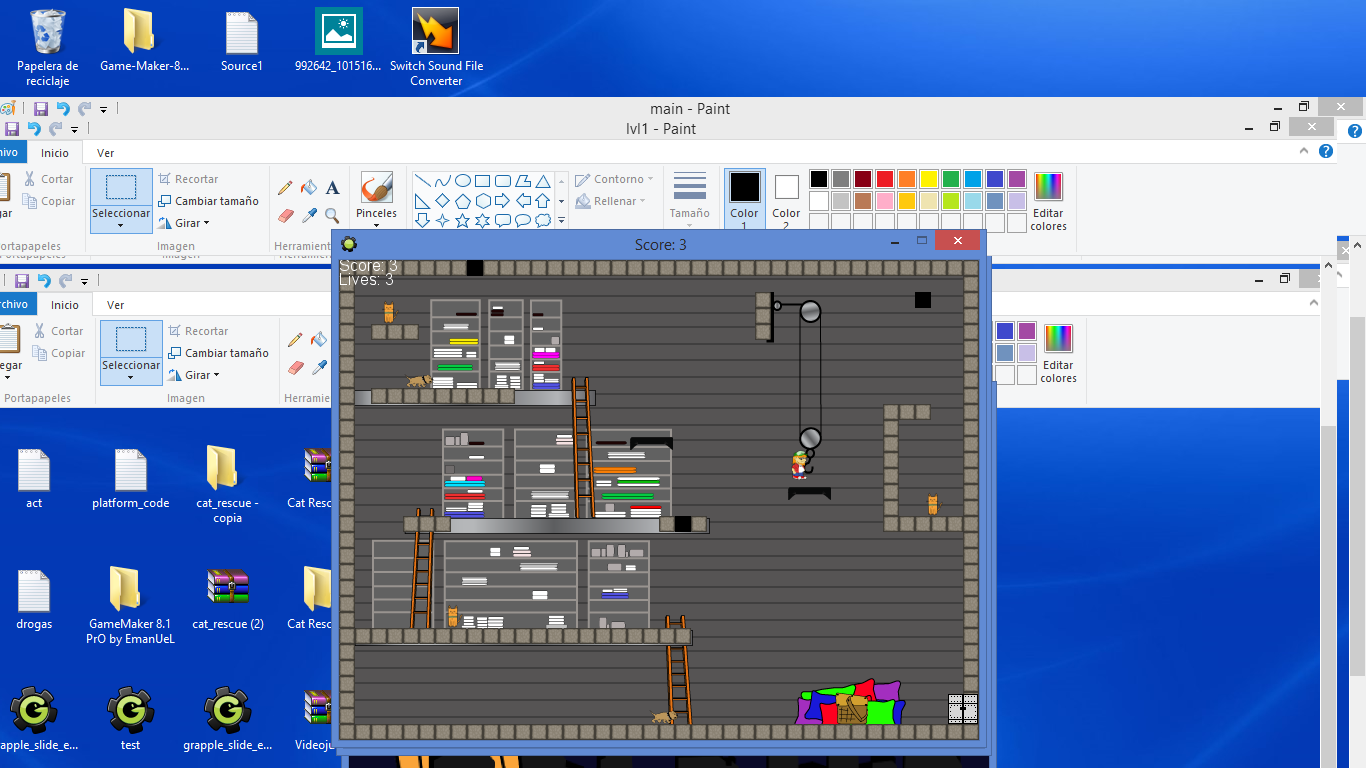 Papelera de
reciclaje
Game-Maker-8...
Source1
992642_101516...
Switch Sound File
Converter
main - Paint
lvl1 - Paint
hivo
Inicio
Ver
Cortar
Copiar
gar
Portapapeles
Seleccionar
Recortar
Cambiar tamaño
Girar
Imagen
A
Herramient
Pinceles
Contorno
Rellenar
Tamaño
Color
1
Color
2
Editar
colores
Score: 3
Score: 3
Lives: 3
rchivo
Inicio
Ver
Cortar
Copiar
egar
Portapapeles
Seleccionar
Recortar
Cambiar tamaño
Girar
Imagen
Herramie
Editar
colores
act
platform_code
cat_rescue -
copia
Cat Resc
drogas
GameMaker 8.1
PrO by EmanUeL
cat_rescue (2)
Cat Resc
grapple_slide_e...
test
grapple_slide_e...
Videoju